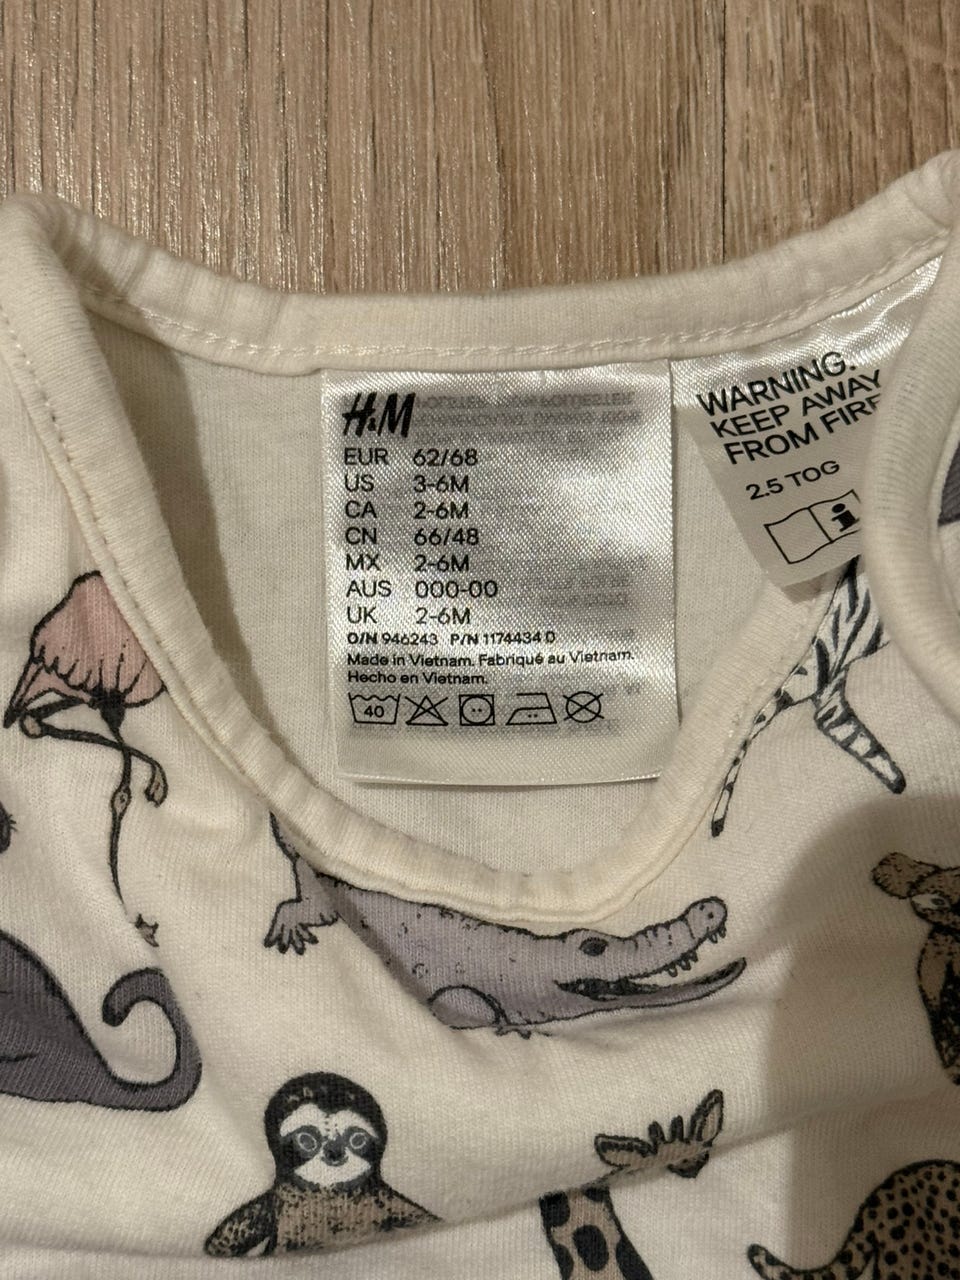 H&M
EUR 62/68
US 3-6M
CA 2-6M
CN 66/48
MX 2-6M
AUS 000-00
UK 2-6M
O/N 946243 P/N 1174434 0
Made in Vietnam. Fabriqué au Vietnam.
Hecho en Vietnam.
40
WARNING.
KEEP AWAY
FROM FIRE
2.5 TOG